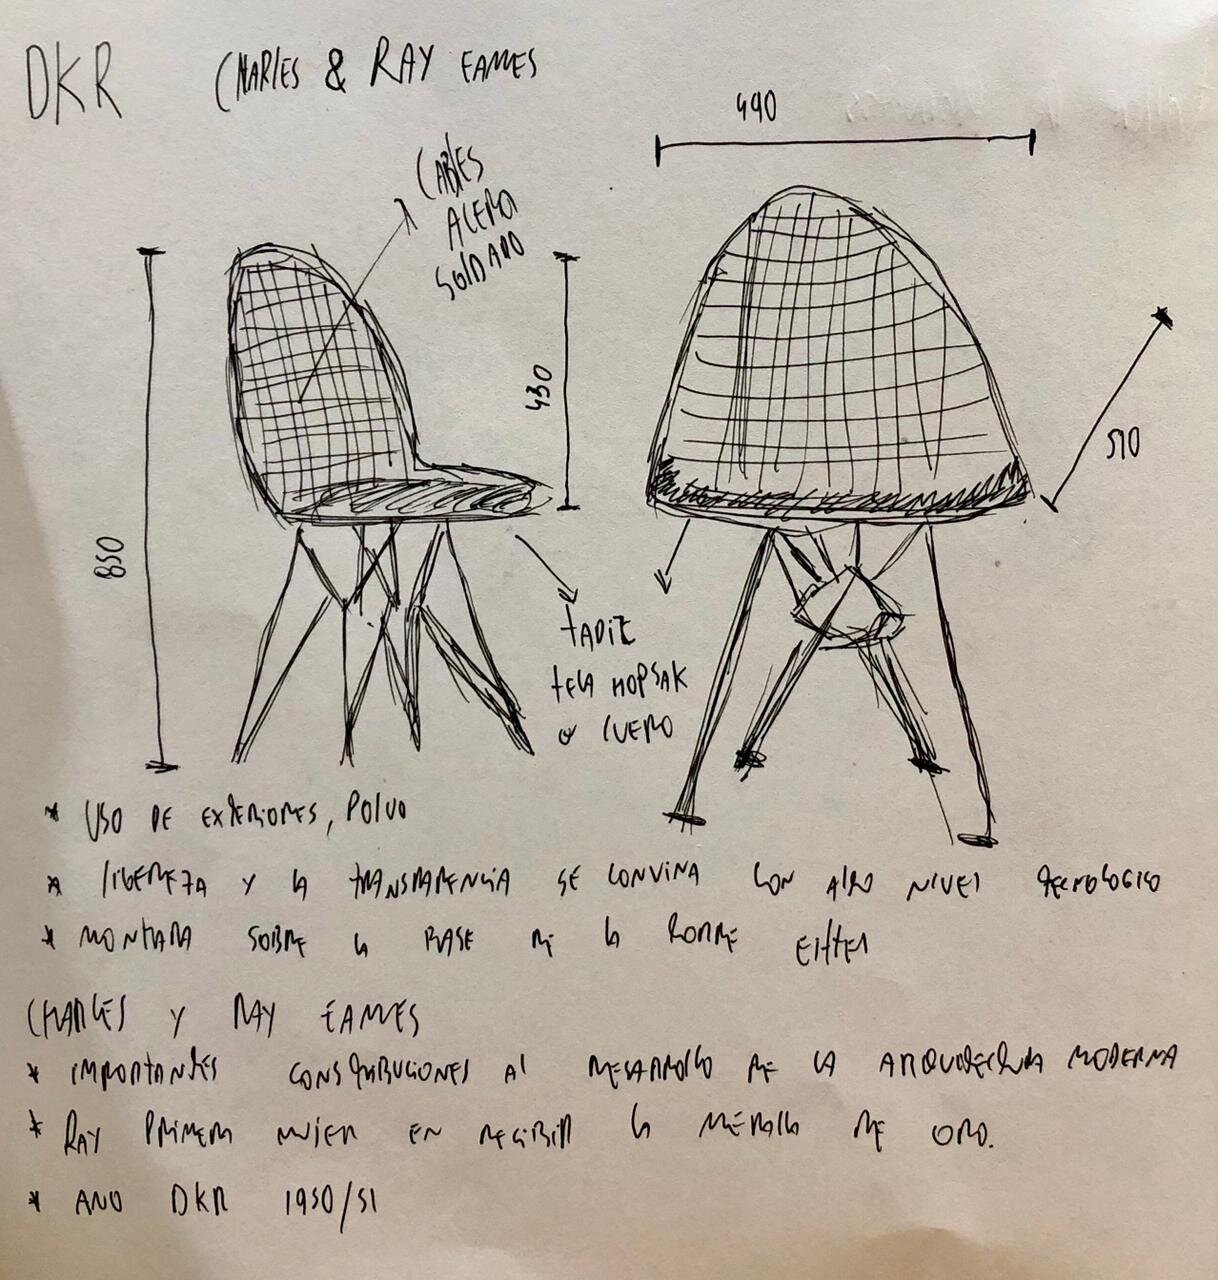 DKR CHARLES & RAY EAMES
490
CABLES
ACERO
SOLDADO
430
510
850
TAPIZ
TELA HOPSAK
O CUERO
* USO DE EXTERIORES, POLVO
* LIGEREZA Y LA TRANSPARENCIA SE CONVINA CON ALTO NIVEL TECNOLOGICO
* MONTADA SOBRE LA BASE DE LA TORRE EIFFEL
CHARLES Y RAY EAMES
* IMPORTANTES CONSTRIBUCIONES AL DESARROLLO DE LA ARQUITECTURA MODERNA
* RAY PRIMERA MUJER EN RECIBIR LA MEDALLA DE ORO.
* ANO DKR 1950/51